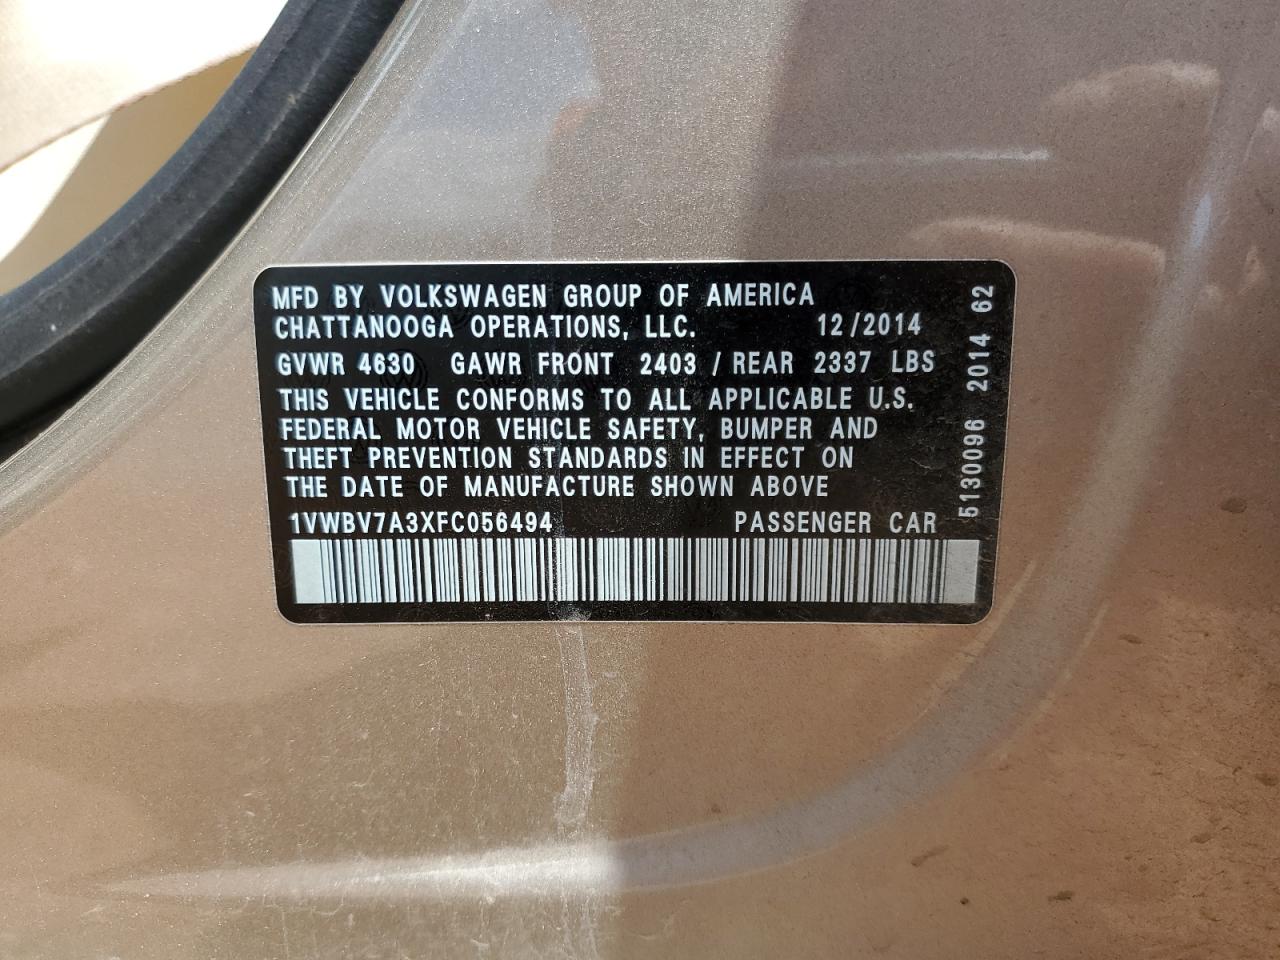 MFD BY VOLKSWAGEN GROUP OF AMERICA
CHATTANOOGA OPERATIONS, LLC. 12/2014
GVWR 4630 GAWR FRONT 2403 / REAR 2337 LBS
THIS VEHICLE CONFORMS TO ALL APPLICABLE U.S.
FEDERAL MOTOR VEHICLE SAFETY, BUMPER AND
THEFT PREVENTION STANDARDS IN EFFECT ON
THE DATE OF MANUFACTURE SHOWN ABOVE
1VWBV7A3XFC056494 PASSENGER CAR
5130096 2014 62